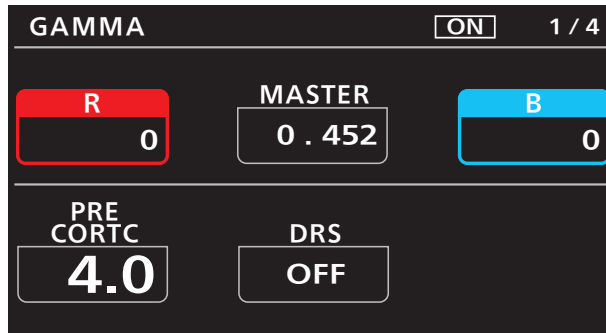 GAMMA ON 1 / 4
R MASTER B
0 0 . 452 0
PRE
CORTC DRS
4.0 OFF